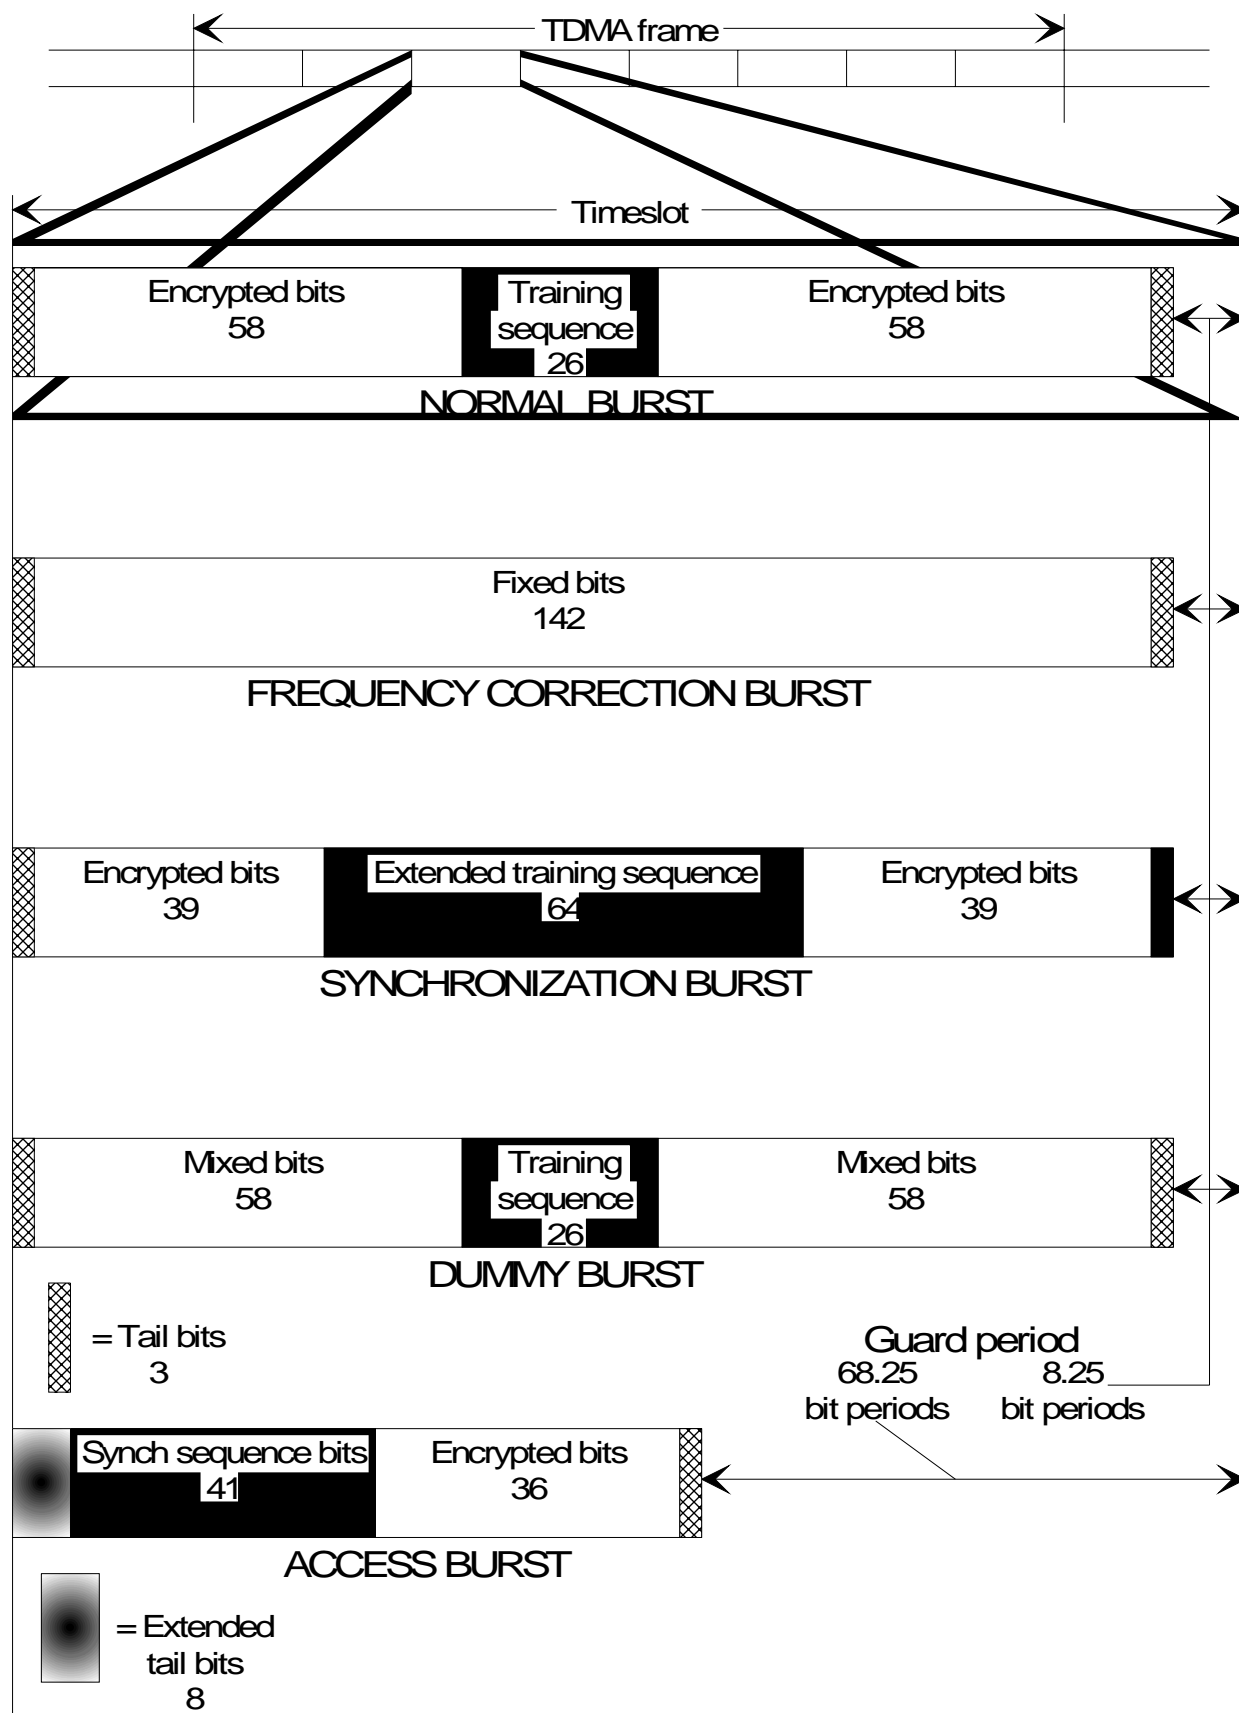 TDMA frame
Timeslot
Encrypted bits
58
Training
sequence
26
Encrypted bits
58
NORMAL BURST
Fixed bits
142
FREQUENCY CORRECTION BURST
Encrypted bits
39
Extended training sequence
64
Encrypted bits
39
SYNCHRONIZATION BURST
Mixed bits
58
Training
sequence
26
Mixed bits
58
DUMMY BURST
= Tail bits
3
Guard period
68.25
bit periods
8.25
bit periods
Synch sequence bits
41
Encrypted bits
36
ACCESS BURST
= Extended
tail bits
8